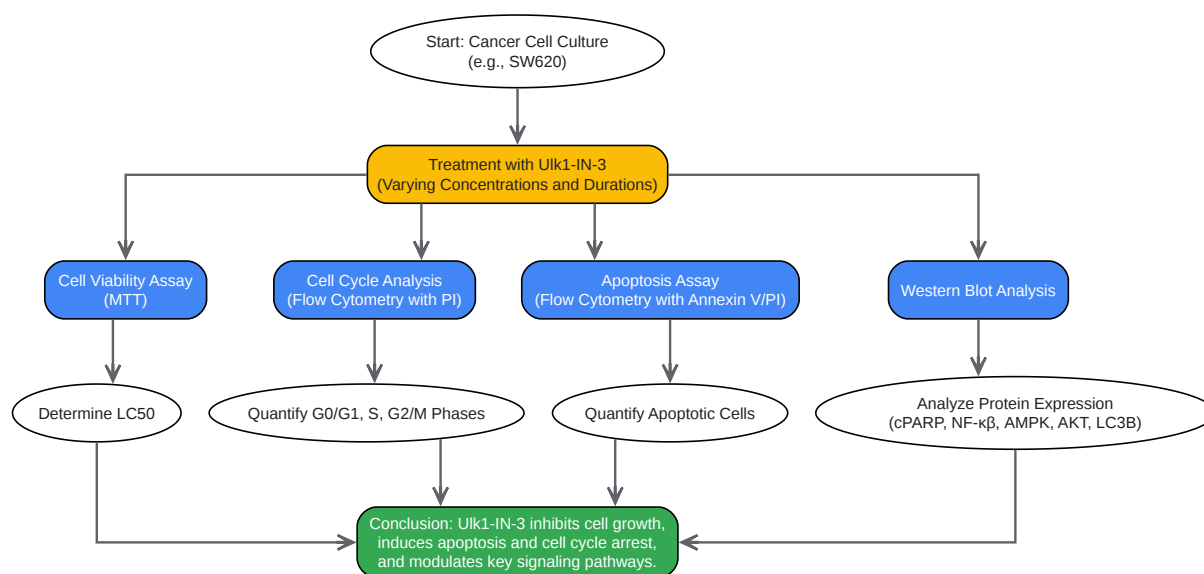 Start: Cancer Cell Culture
(e.g., SW620)
Treatment with Ulk1-IN-3
(Varying Concentrations and Durations)
Cell Viability Assay
(MTT)
Cell Cycle Analysis
(Flow Cytometry with PI)
Apoptosis Assay
(Flow Cytometry with Annexin V/PI)
Western Blot Analysis
Determine LC50
Quantify G0/G1, S, G2/M Phases
Quantify Apoptotic Cells
Analyze Protein Expression
(cPARP, NF-κβ, AMPK, AKT, LC3B)
Conclusion: Ulk1-IN-3 inhibits cell growth,
induces apoptosis and cell cycle arrest,
and modulates key signaling pathways.